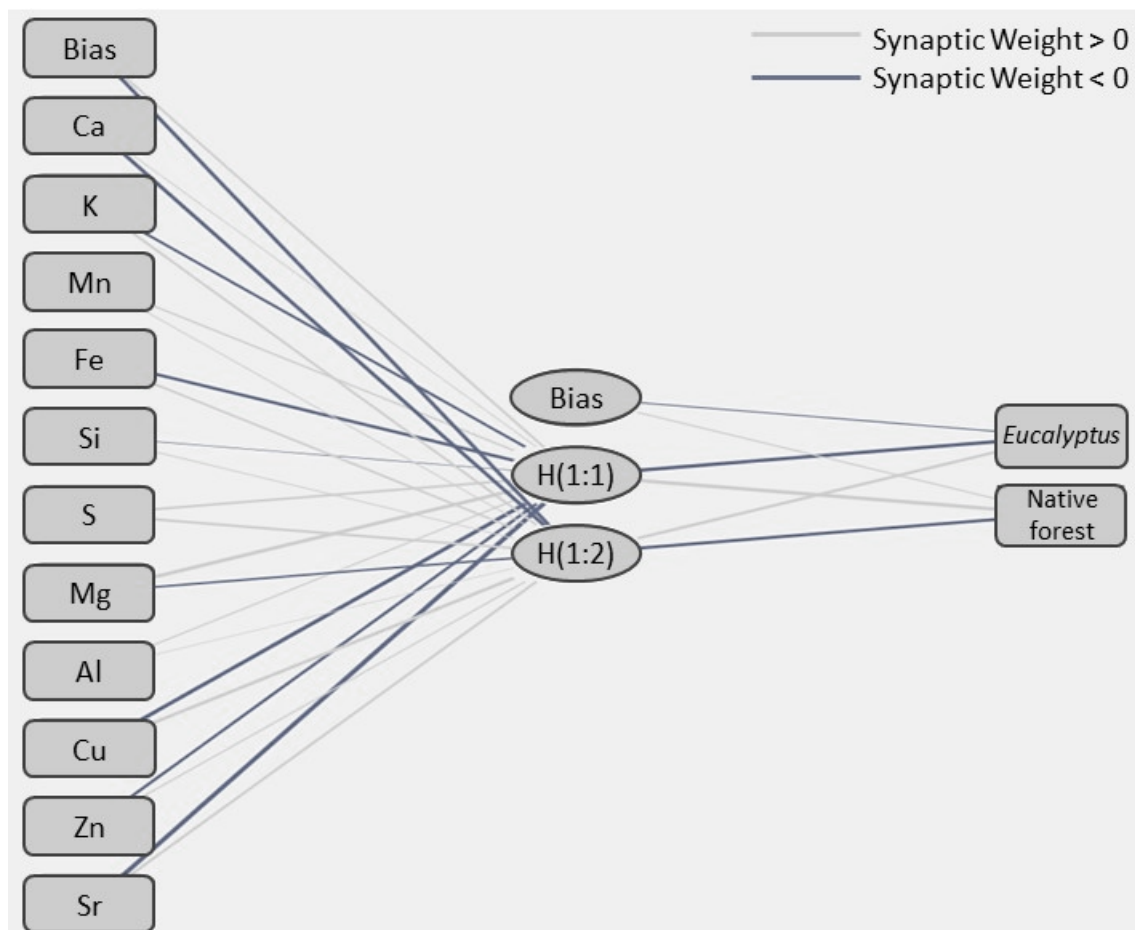 Bias
Ca
K
Mn
Fe
Si
S
Mg
Al
Cu
Zn
Sr
Synaptic Weight > 0
Synaptic Weight < 0
Bias
H(1:1)
H(1:2)
Eucalyptus
Native
forest